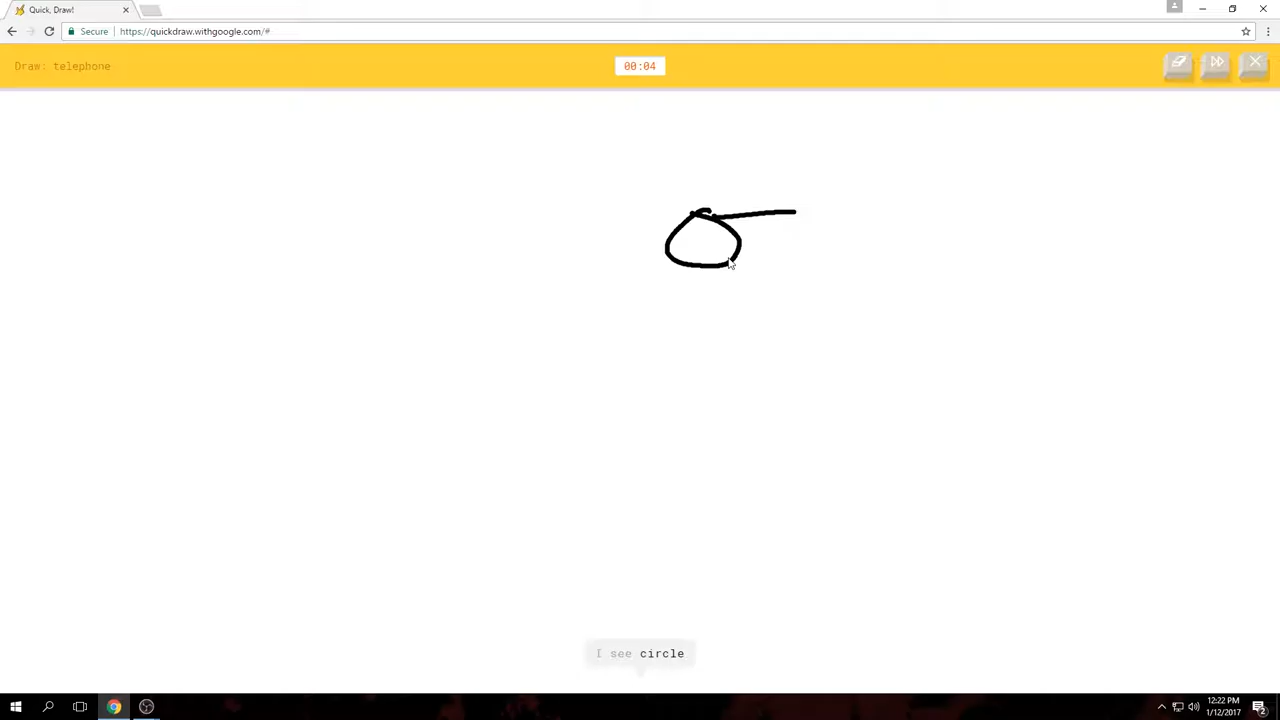 Quick, Draw!
Secure https://quickdraw.withgoogle.com/#
Draw: telephone
00:04
I see circle
12:22 PM
1/12/2017
2